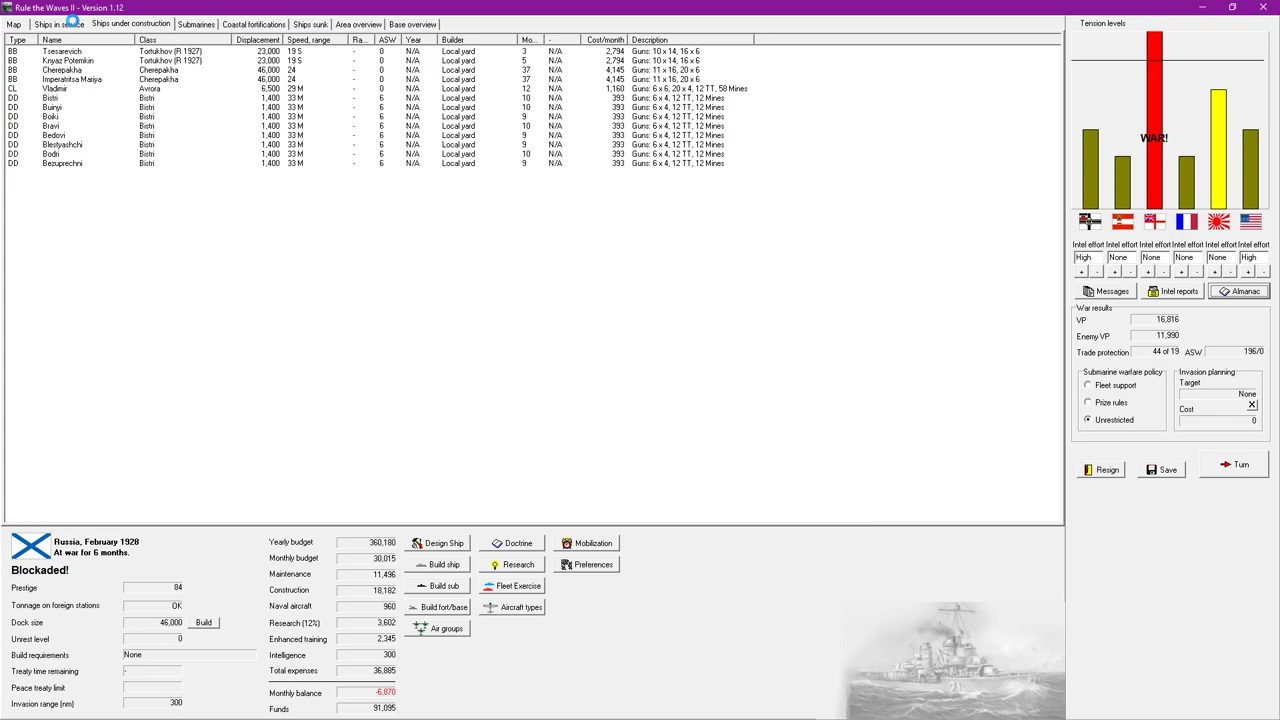 Rule the Waves II - Version 1.12
Map Ships in se ce Ships under construction Submarines Coastal fortifications Ships sunk Area overview Base overview
Type Name Class Displacement Speed, range Ra... ASW Year Builder Mo... - Cost/month Description
BB Tsesarevich Tortukhov (R 1927) 23,000 19 S - 0 N/A Local yard 3 N/A 2,794 Guns: 10 x 14, 16 x 6
BB Knyaz Potemkin Tortukhov (R 1927) 23,000 19 S - 0 N/A Local yard 5 N/A 2,794 Guns: 10 x 14, 16 x 6
BB Cherepakha Cherepakha 46,000 24 - 0 N/A Local yard 37 N/A 4,145 Guns: 11 x 16, 20 x 6
BB Imperatritsa Mariya Cherepakha 46,000 24 - 0 N/A Local yard 37 N/A 4,145 Guns: 11 x 16, 20 x 6
CL Vladimir Avrora 6,500 29 M - 0 N/A Local yard 12 N/A 1,160 Guns: 6 x 6, 20 x 4, 12 TT, 58 Mines
DD Bistri Bistri 1,400 33 M - 6 N/A Local yard 10 N/A 393 Guns: 6 x 4, 12 TT, 12 Mines
DD Buinyi Bistri 1,400 33 M - 6 N/A Local yard 10 N/A 393 Guns: 6 x 4, 12 TT, 12 Mines
DD Boiki Bistri 1,400 33 M - 6 N/A Local yard 9 N/A 393 Guns: 6 x 4, 12 TT, 12 Mines
DD Bravi Bistri 1,400 33 M - 6 N/A Local yard 10 N/A 393 Guns: 6 x 4, 12 TT, 12 Mines
DD Bedovi Bistri 1,400 33 M - 6 N/A Local yard 9 N/A 393 Guns: 6 x 4, 12 TT, 12 Mines
DD Blestyashchi Bistri 1,400 33 M - 6 N/A Local yard 9 N/A 393 Guns: 6 x 4, 12 TT, 12 Mines
DD Bodri Bistri 1,400 33 M - 6 N/A Local yard 10 N/A 393 Guns: 6 x 4, 12 TT, 12 Mines
DD Bezuprechni Bistri 1,400 33 M - 6 N/A Local yard 9 N/A 393 Guns: 6 x 4, 12 TT, 12 Mines
Tension levels
WAR!
Intel effort Intel effort Intel effort Intel effort Intel effort Intel effort
High None None None None High
+ - + - + - + - + - + -
Messages Intel reports Almanac
War results
VP 16,816
Enemy VP 11,990
Trade protection 44 of 19 ASW 196/0
Submarine warfare policy
Fleet support
Prize rules
Unrestricted
Invasion planning
Target
None
Cost X
0
Resign Save Turn
Russia, February 1928
At war for 6 months.
Blockaded!
Prestige 84
Tonnage on foreign stations OK
Dock size 46,000 Build
Unrest level 0
Build requirements None
Treaty time remaining -
Peace treaty limit
Invasion range (nm) 300
Yearly budget 360,180
Monthly budget 30,015
Maintenance 11,496
Construction 18,182
Naval aircraft 960
Research (12%) 3,602
Enhanced training 2,345
Intelligence 300
Total expenses 36,885
Monthly balance -6,870
Funds 91,095
Design Ship Doctrine Mobilization
Build ship Research Preferences
Build sub Fleet Exercise
Build fort/base Aircraft types
Air groups